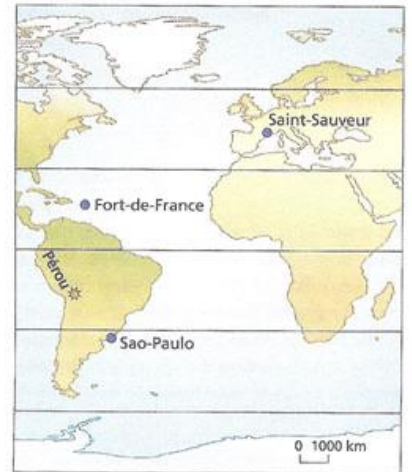 Saint-Sauveur
Fort-de-France
Pérou
Sao-Paulo
0 1000 km